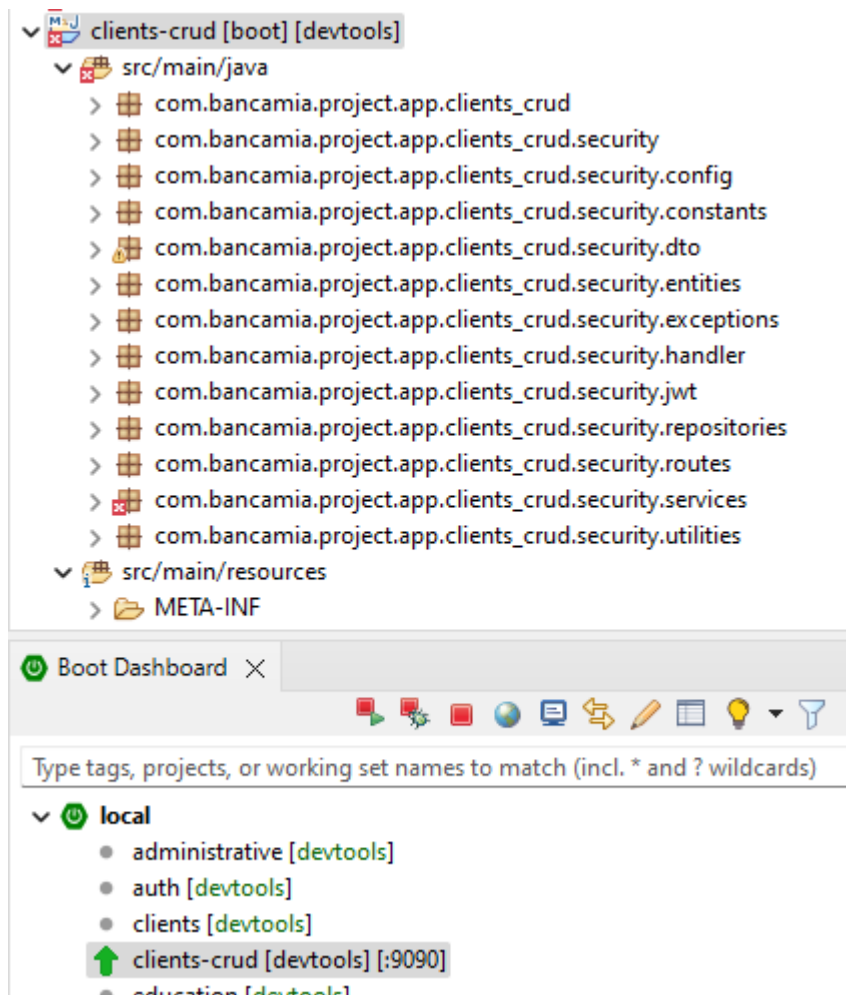 clients-crud [boot] [devtools]
src/main/java
com.bancamia.project.app.clients_crud
com.bancamia.project.app.clients_crud.security
com.bancamia.project.app.clients_crud.security.config
com.bancamia.project.app.clients_crud.security.constants
com.bancamia.project.app.clients_crud.security.dto
com.bancamia.project.app.clients_crud.security.entities
com.bancamia.project.app.clients_crud.security.exceptions
com.bancamia.project.app.clients_crud.security.handler
com.bancamia.project.app.clients_crud.security.jwt
com.bancamia.project.app.clients_crud.security.repositories
com.bancamia.project.app.clients_crud.security.routes
com.bancamia.project.app.clients_crud.security.services
com.bancamia.project.app.clients_crud.security.utilities
src/main/resources
META-INF
Boot Dashboard
Type tags, projects, or working set names to match (incl. * and ? wildcards)
local
administrative [devtools]
auth [devtools]
clients [devtools]
clients-crud [devtools] [:9090]
education [devtools]